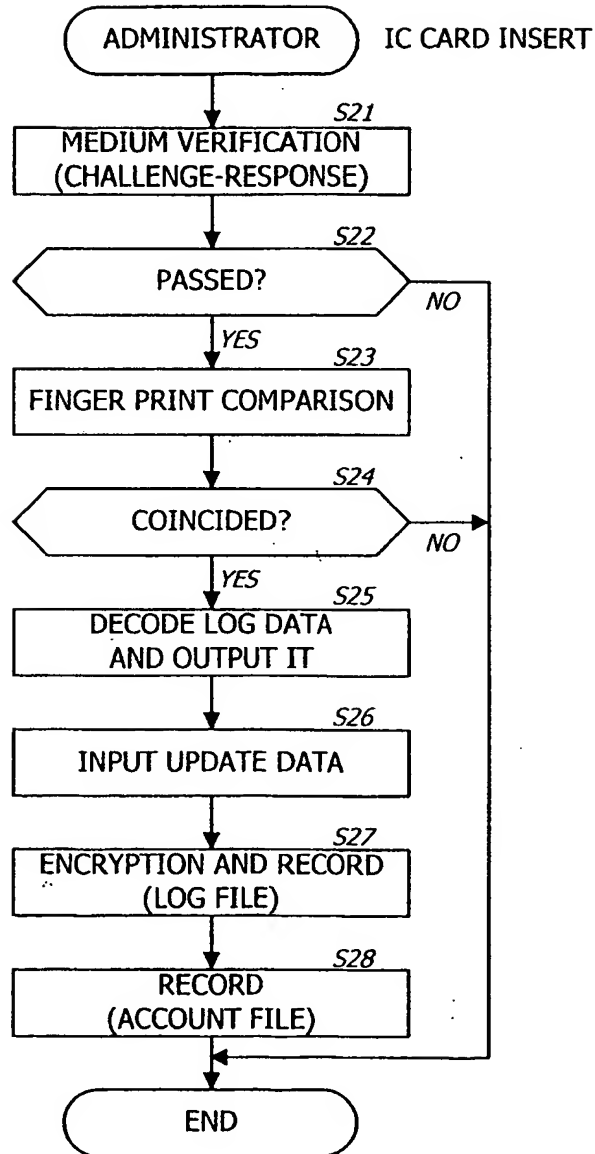 ADMINISTRATOR IC CARD INSERT
S21
MEDIUM VERIFICATION
(CHALLENGE-RESPONSE)
S22
PASSED?
NO
YES
S23
FINGER PRINT COMPARISON
S24
COINCIDED?
NO
YES
S25
DECODE LOG DATA
AND OUTPUT IT
S26
INPUT UPDATE DATA
S27
ENCRYPTION AND RECORD
(LOG FILE)
S28
RECORD
(ACCOUNT FILE)
END